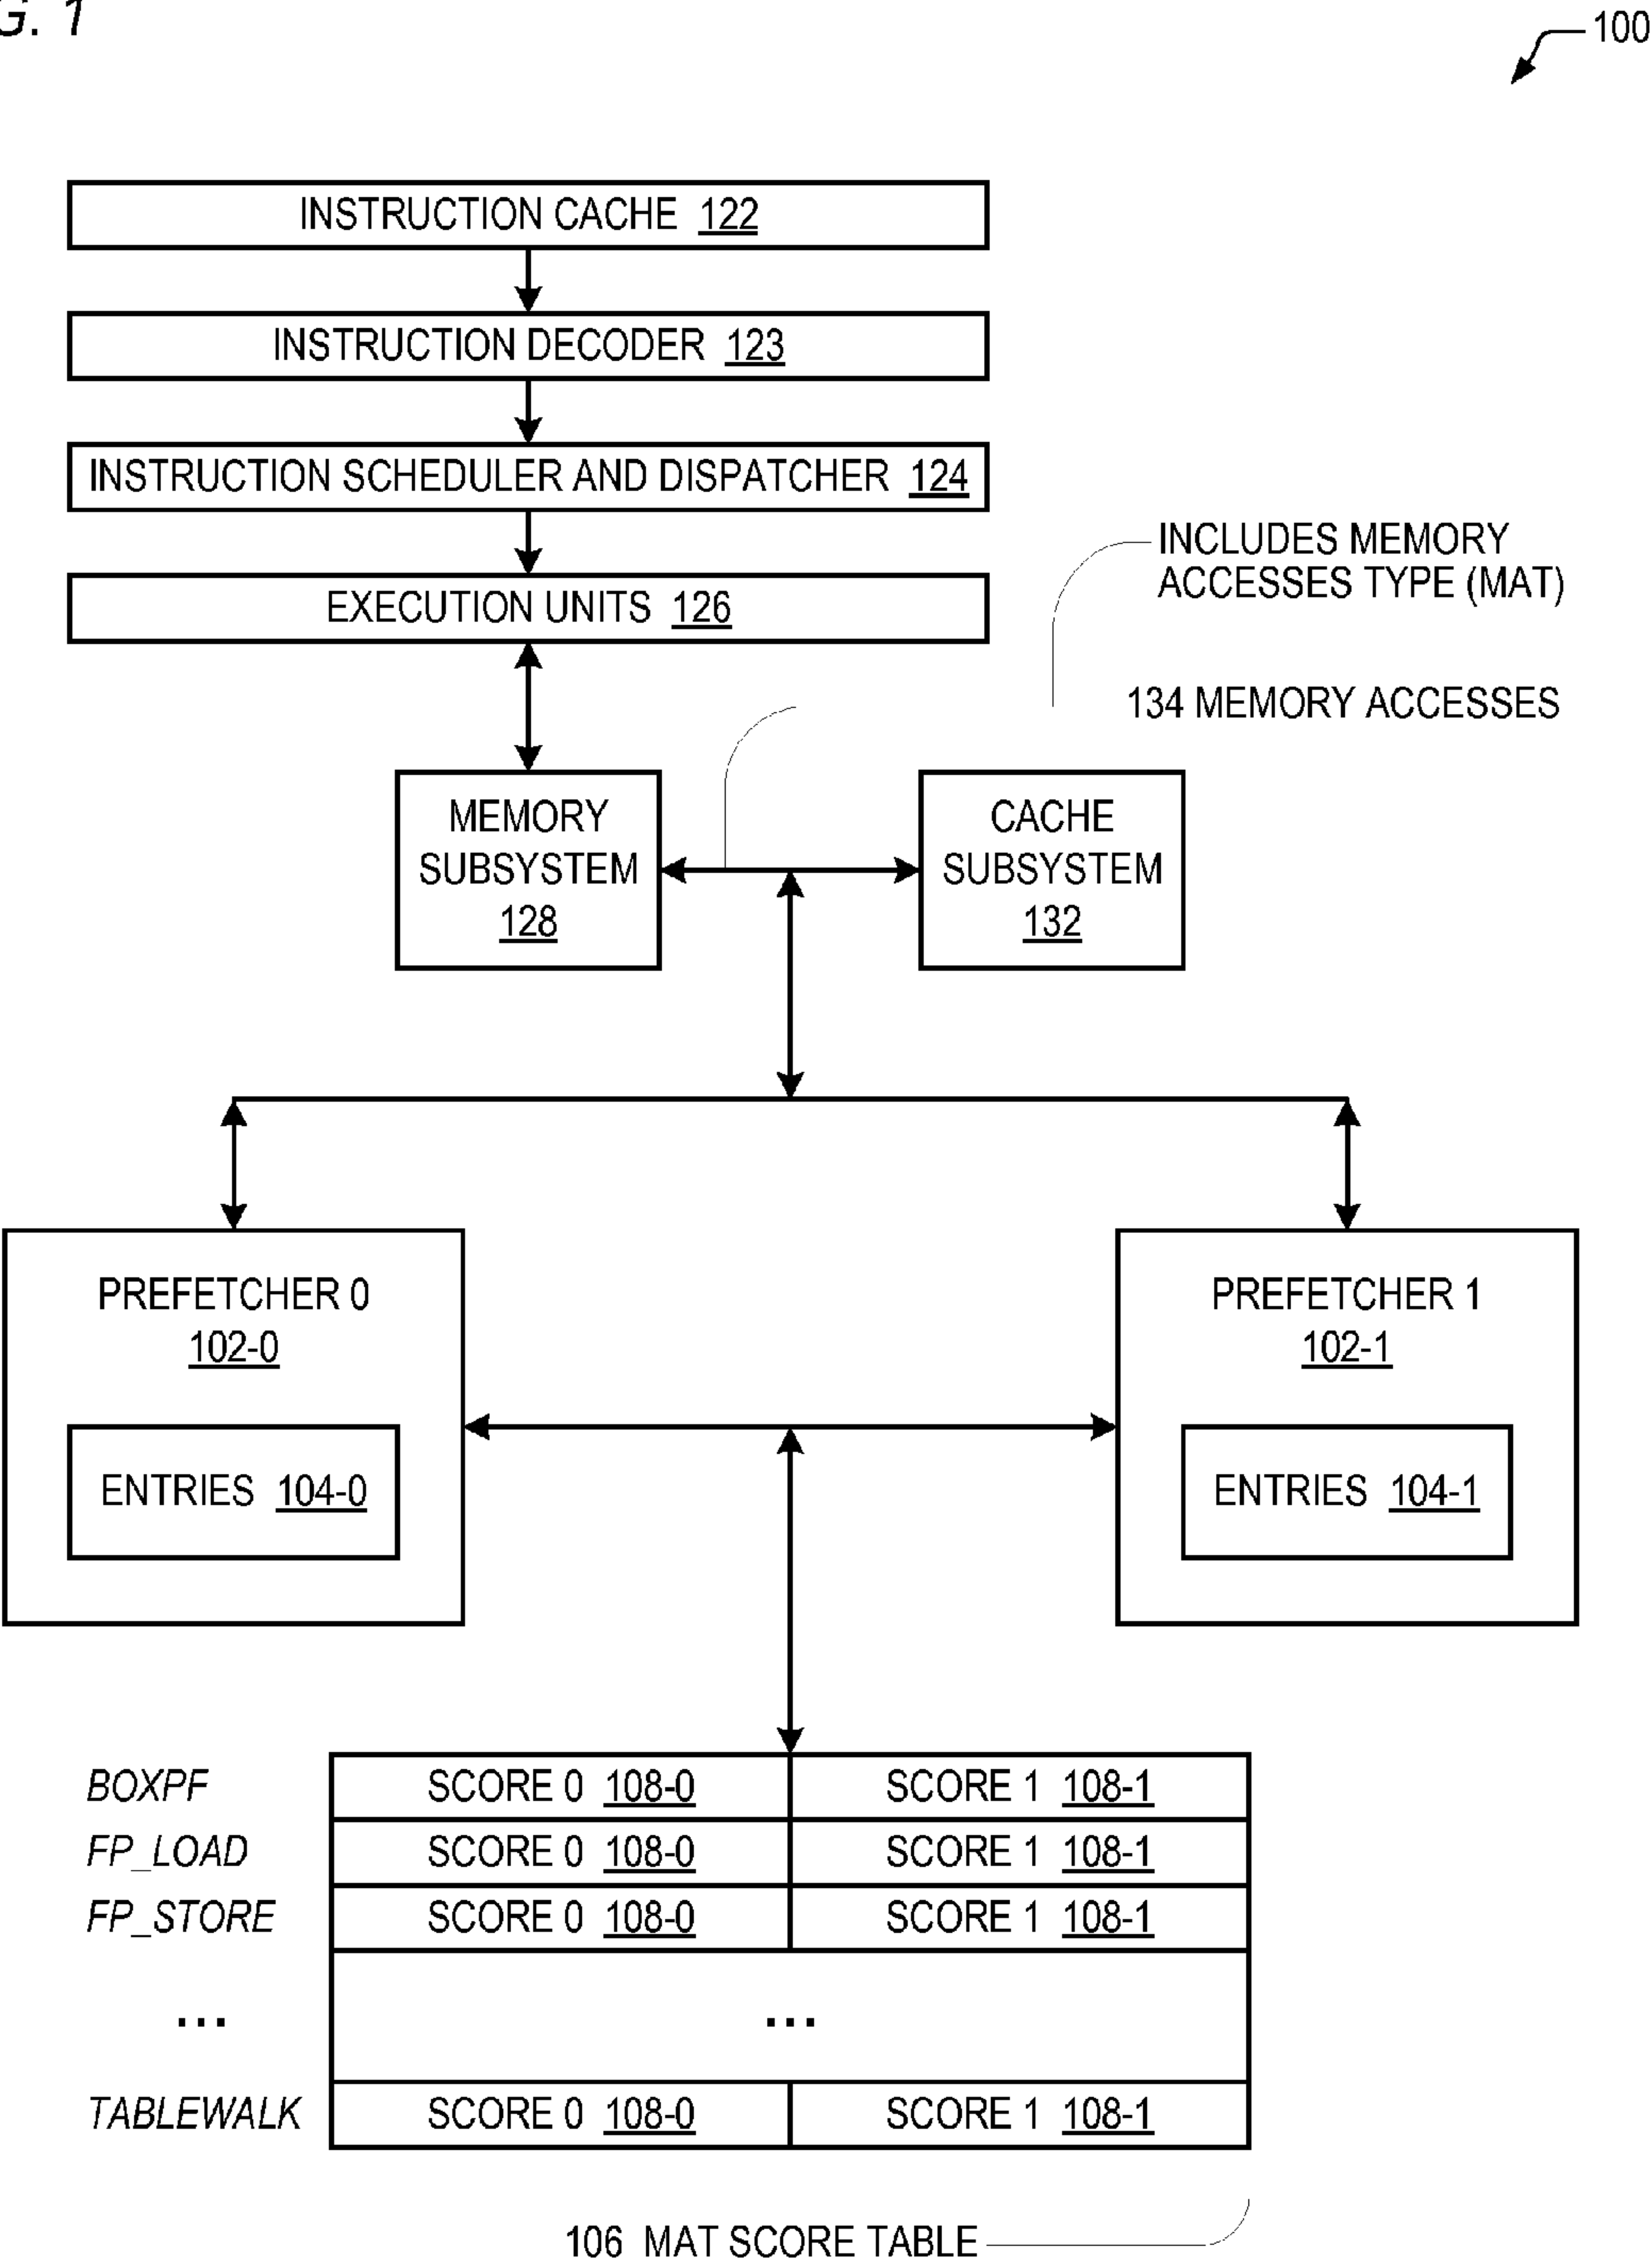 G. 1
100
INSTRUCTION CACHE 122
INSTRUCTION DECODER 123
INSTRUCTION SCHEDULER AND DISPATCHER 124
EXECUTION UNITS 126
INCLUDES MEMORY
ACCESSES TYPE (MAT)
134 MEMORY ACCESSES
MEMORY
SUBSYSTEM
128
CACHE
SUBSYSTEM
132
PREFETCHER 0
102-0
ENTRIES 104-0
PREFETCHER 1
102-1
ENTRIES 104-1
BOXPF SCORE 0 108-0 SCORE 1 108-1
FP_LOAD SCORE 0 108-0 SCORE 1 108-1
FP_STORE SCORE 0 108-0 SCORE 1 108-1
... ...
TABLEWALK SCORE 0 108-0 SCORE 1 108-1
106 MAT SCORE TABLE